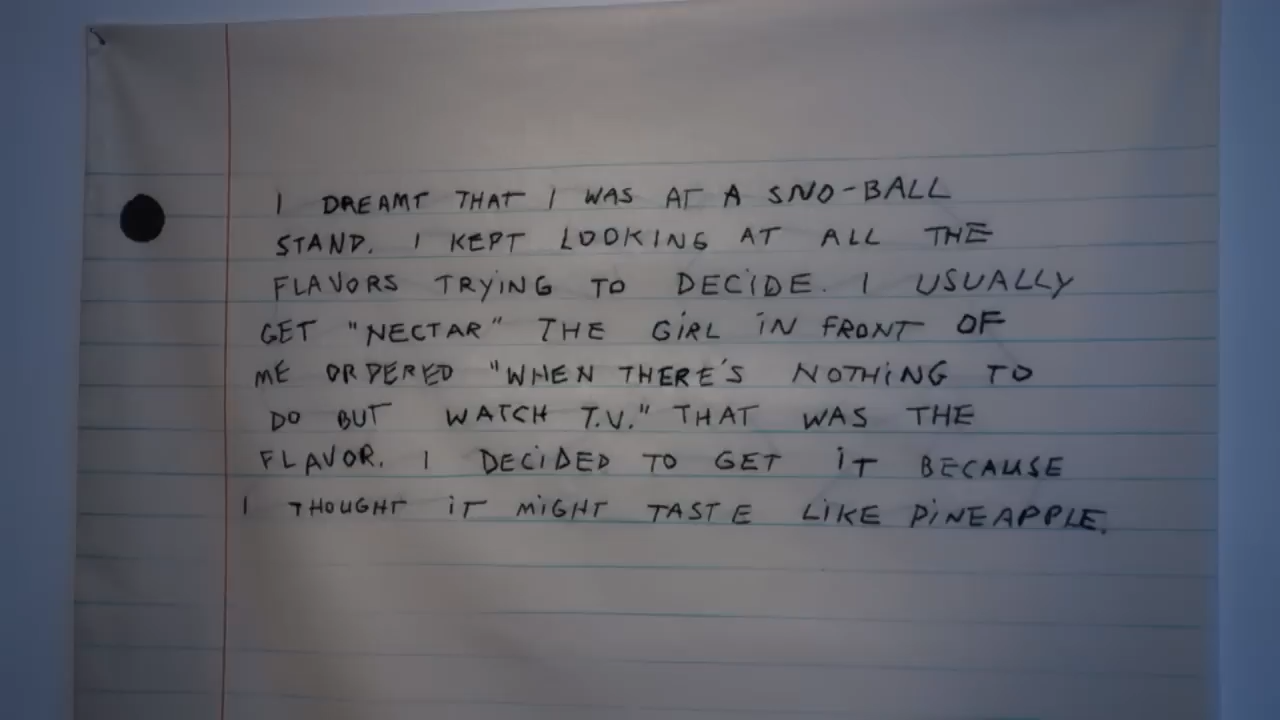 I DREAMT THAT I WAS AT A SNO-BALL
STAND. I KEPT LOOKING AT ALL THE
FLAVORS TRYING TO DECIDE. I USUALLY
GET "NECTAR" THE GIRL IN FRONT OF
ME ORDERED "WHEN THERE'S NOTHING TO
DO BUT WATCH T.V." THAT WAS THE
FLAVOR. I DECIDED TO GET IT BECAUSE
I THOUGHT IT MIGHT TASTE LIKE PINEAPPLE.